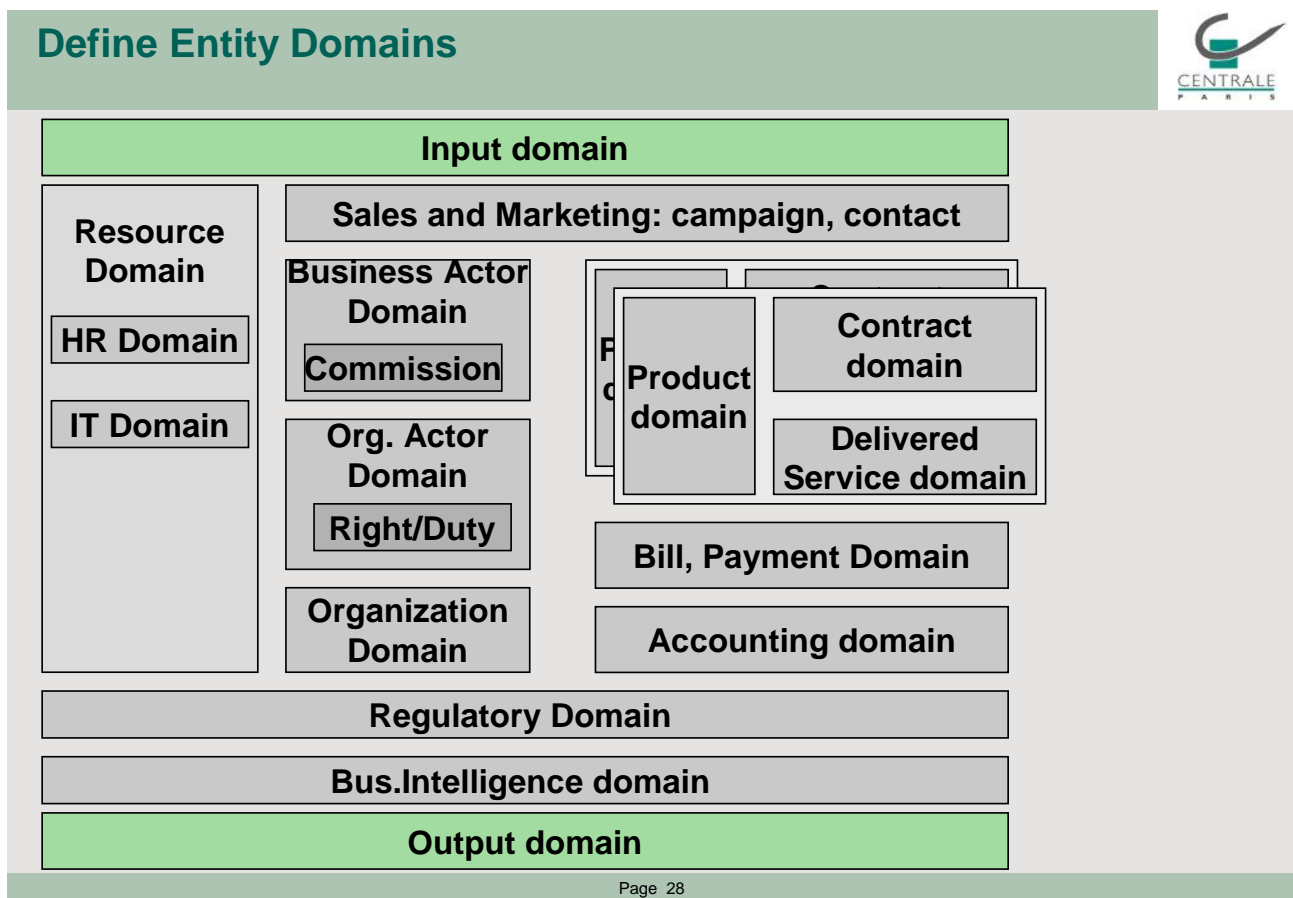 Define Entity Domains
CENTRALE
PARIS
Input domain
Resource
Domain
HR Domain
IT Domain
Sales and Marketing: campaign, contact
Business Actor
Domain
Commission
Org. Actor
Domain
Right/Duty
Organization
Domain
Product
domain
Contract
domain
Delivered
Service domain
Bill, Payment Domain
Accounting domain
Regulatory Domain
Bus.Intelligence domain
Output domain
Page 28